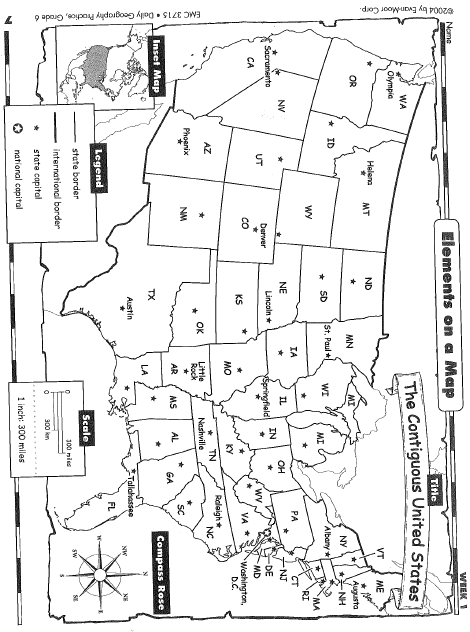 Name
Elements on a Map
WEEK 1
Title
The Contiguous United States
WA
Olympia
OR
ID
MT
Helena
ND
MN
St. Paul
SD
WI
MI
MI
WY
NV
UT
CA
Sacramento
CO
Denver
NE
Lincoln
IA
IL
Springfield
IN
OH
PA
NY
Albany
VT
NH
ME
Augusta
MA
RI
CT
NJ
DE
MD
Washington,
D.C.
WV
VA
KY
MO
KS
AZ
Phoenix
NM
OK
TX
Austin
AR
Little
Rock
LA
MS
AL
TN
Nashville
GA
SC
NC
Raleigh
FL
Tallahassee
Inset Map
Legend
state border
international border
state capital
national capital
Scale
0
300 miles
0
300 km
1 inch: 300 miles
Compass Rose
N
NE
E
SE
S
SW
W
NW
©2004 by Evan-Moor Corp.
EMC 3715 • Daily Geography Practice, Grade 6
7